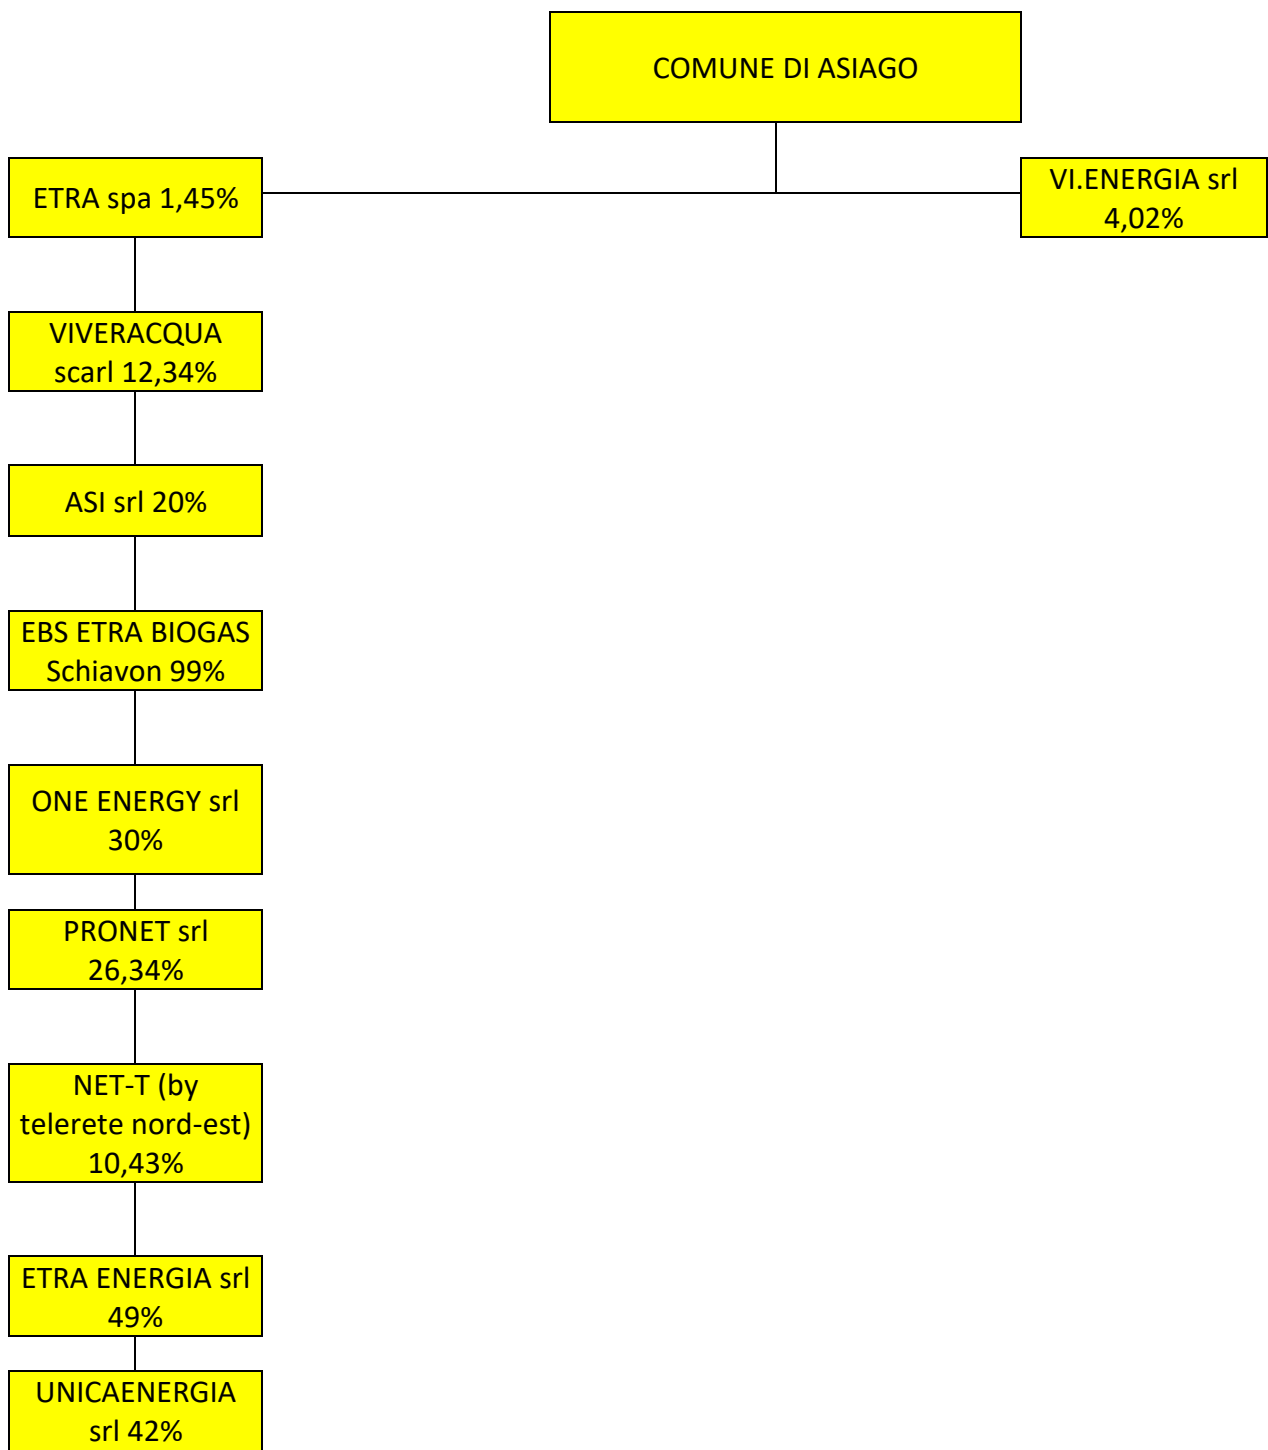 COMUNE DI ASIAGO
ETRA spa 1,45%
VI.ENERGIA srl
4,02%
VIVERACQUA
scarl 12,34%
ASI srl 20%
EBS ETRA BIOGAS
Schiavon 99%
ONE ENERGY srl
30%
PRONET srl
26,34%
NET-T (by
telerete nord-est)
10,43%
ETRA ENERGIA srl
49%
UNICAENERGIA
srl 42%